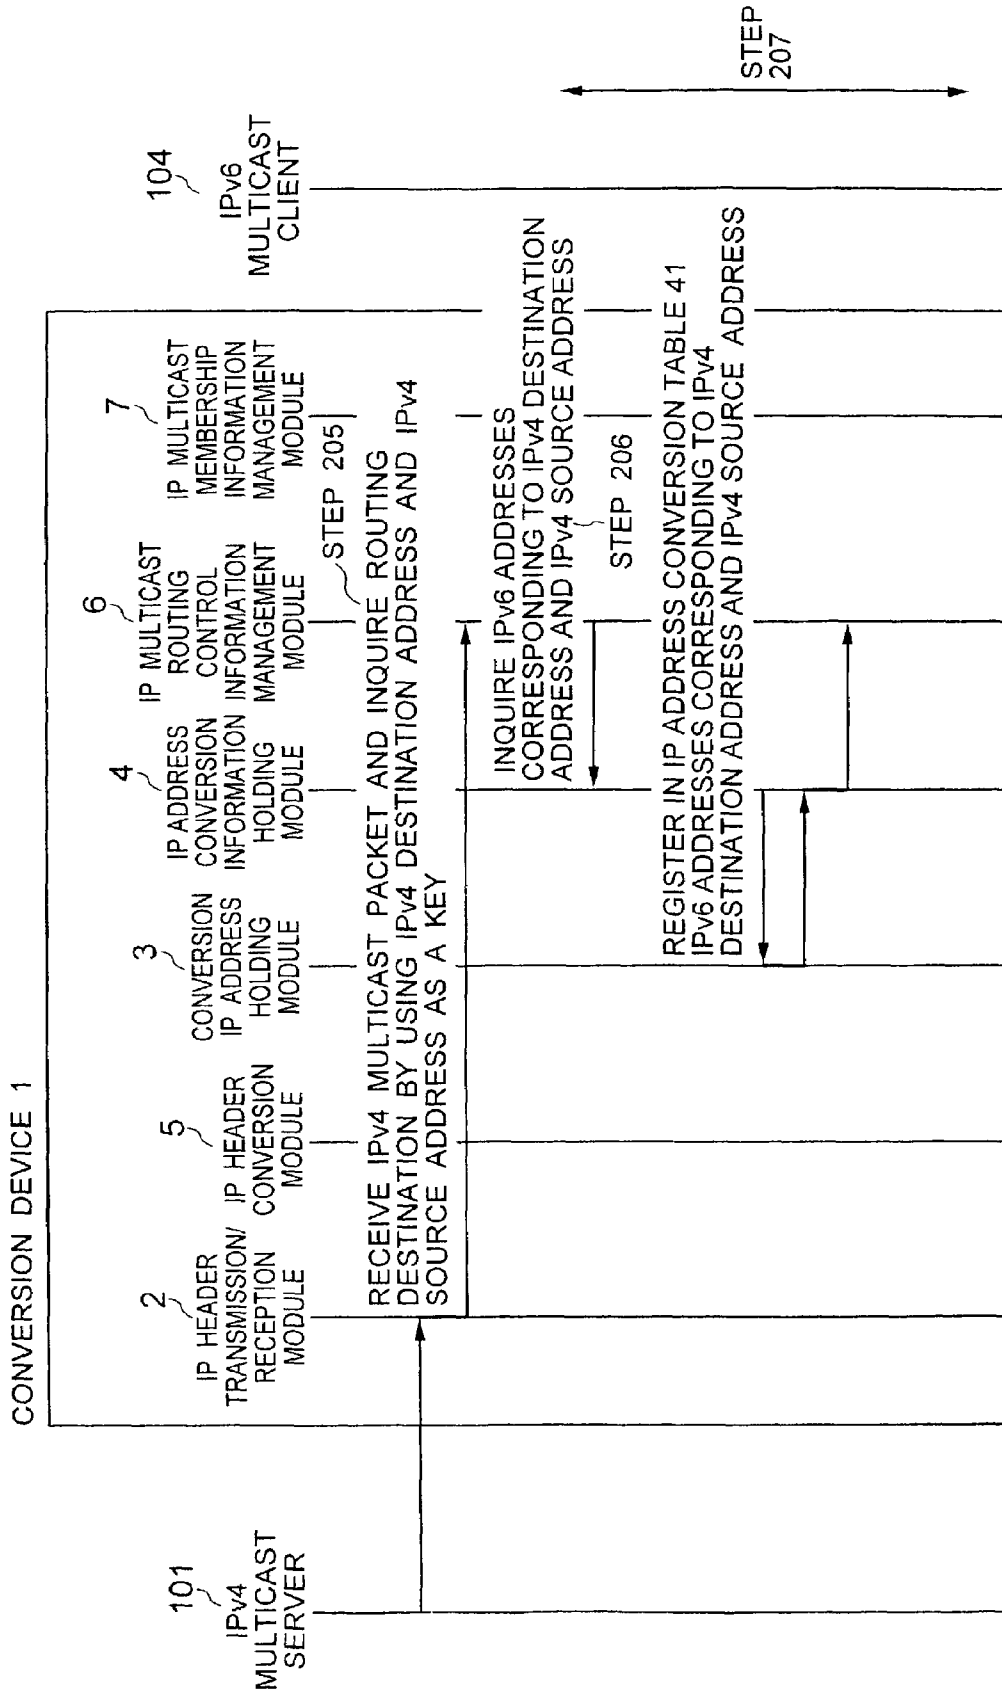 CONVERSION DEVICE 1
101
IPv4
MULTICAST
SERVER
2
IP HEADER
TRANSMISSION/
RECEPTION
MODULE
5
IP HEADER
CONVERSION
MODULE
3
CONVERSION
IP ADDRESS
HOLDING
MODULE
4
IP ADDRESS
CONVERSION
INFORMATION
HOLDING
MODULE
6
IP MULTICAST
ROUTING
CONTROL
INFORMATION
MANAGEMENT
MODULE
7
IP MULTICAST
MEMBERSHIP
INFORMATION
MANAGEMENT
MODULE
104
IPv6
MULTICAST
CLIENT
STEP 205
RECEIVE IPv4 MULTICAST PACKET AND INQUIRE ROUTING
DESTINATION BY USING IPv4 DESTINATION ADDRESS AND IPv4
SOURCE ADDRESS AS A KEY
INQUIRE IPv6 ADDRESSES
CORRESPONDING TO IPv4 DESTINATION
ADDRESS AND IPv4 SOURCE ADDRESS
STEP 206
REGISTER IN IP ADDRESS CONVERSION TABLE 41
IPv6 ADDRESSES CORRESPONDING TO IPv4
DESTINATION ADDRESS AND IPv4 SOURCE ADDRESS
STEP
207